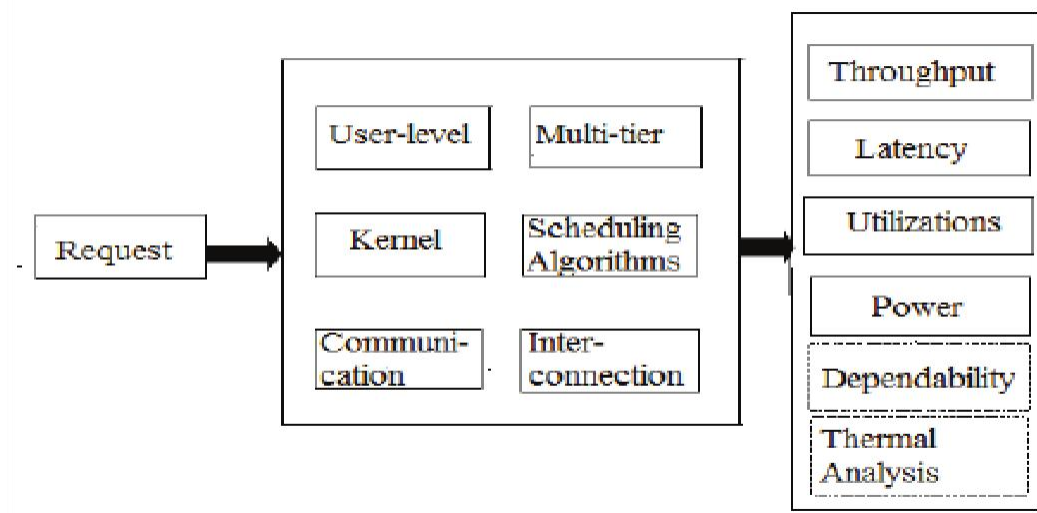 Request
User-level
Multi-tier
Kernel
Scheduling
Algorithms
Communi-
cation
Inter-
connection
Throughput
Latency
Utilizations
Power
Dependability
Thermal
Analysis